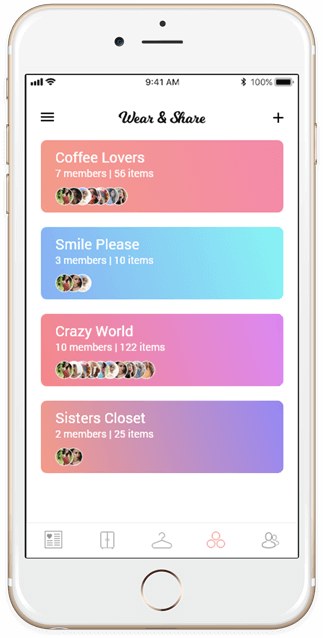 9:41 AM
100%
Wear & Share
Coffee Lovers
7 members | 56 items
Smile Please
3 members | 10 items
Crazy World
10 members | 122 items
Sisters Closet
2 members | 25 items